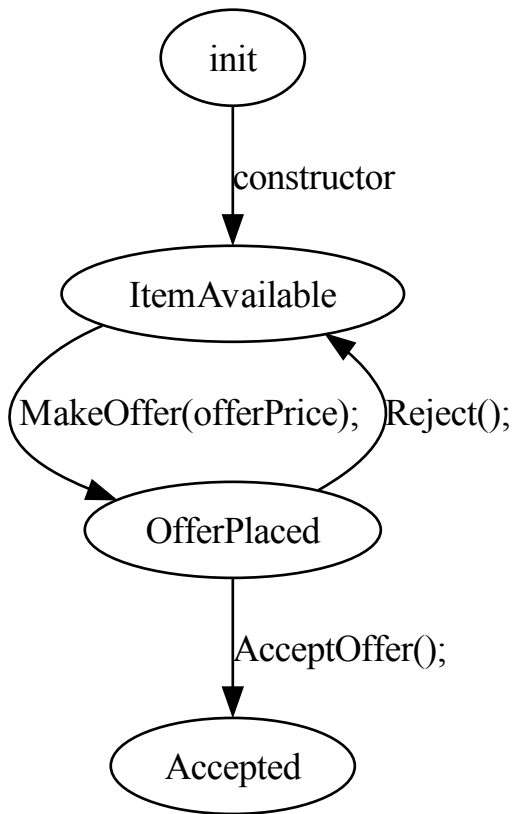 init
constructor
ItemAvailable
MakeOffer(offerPrice);
Reject();
OfferPlaced
AcceptOffer();
Accepted